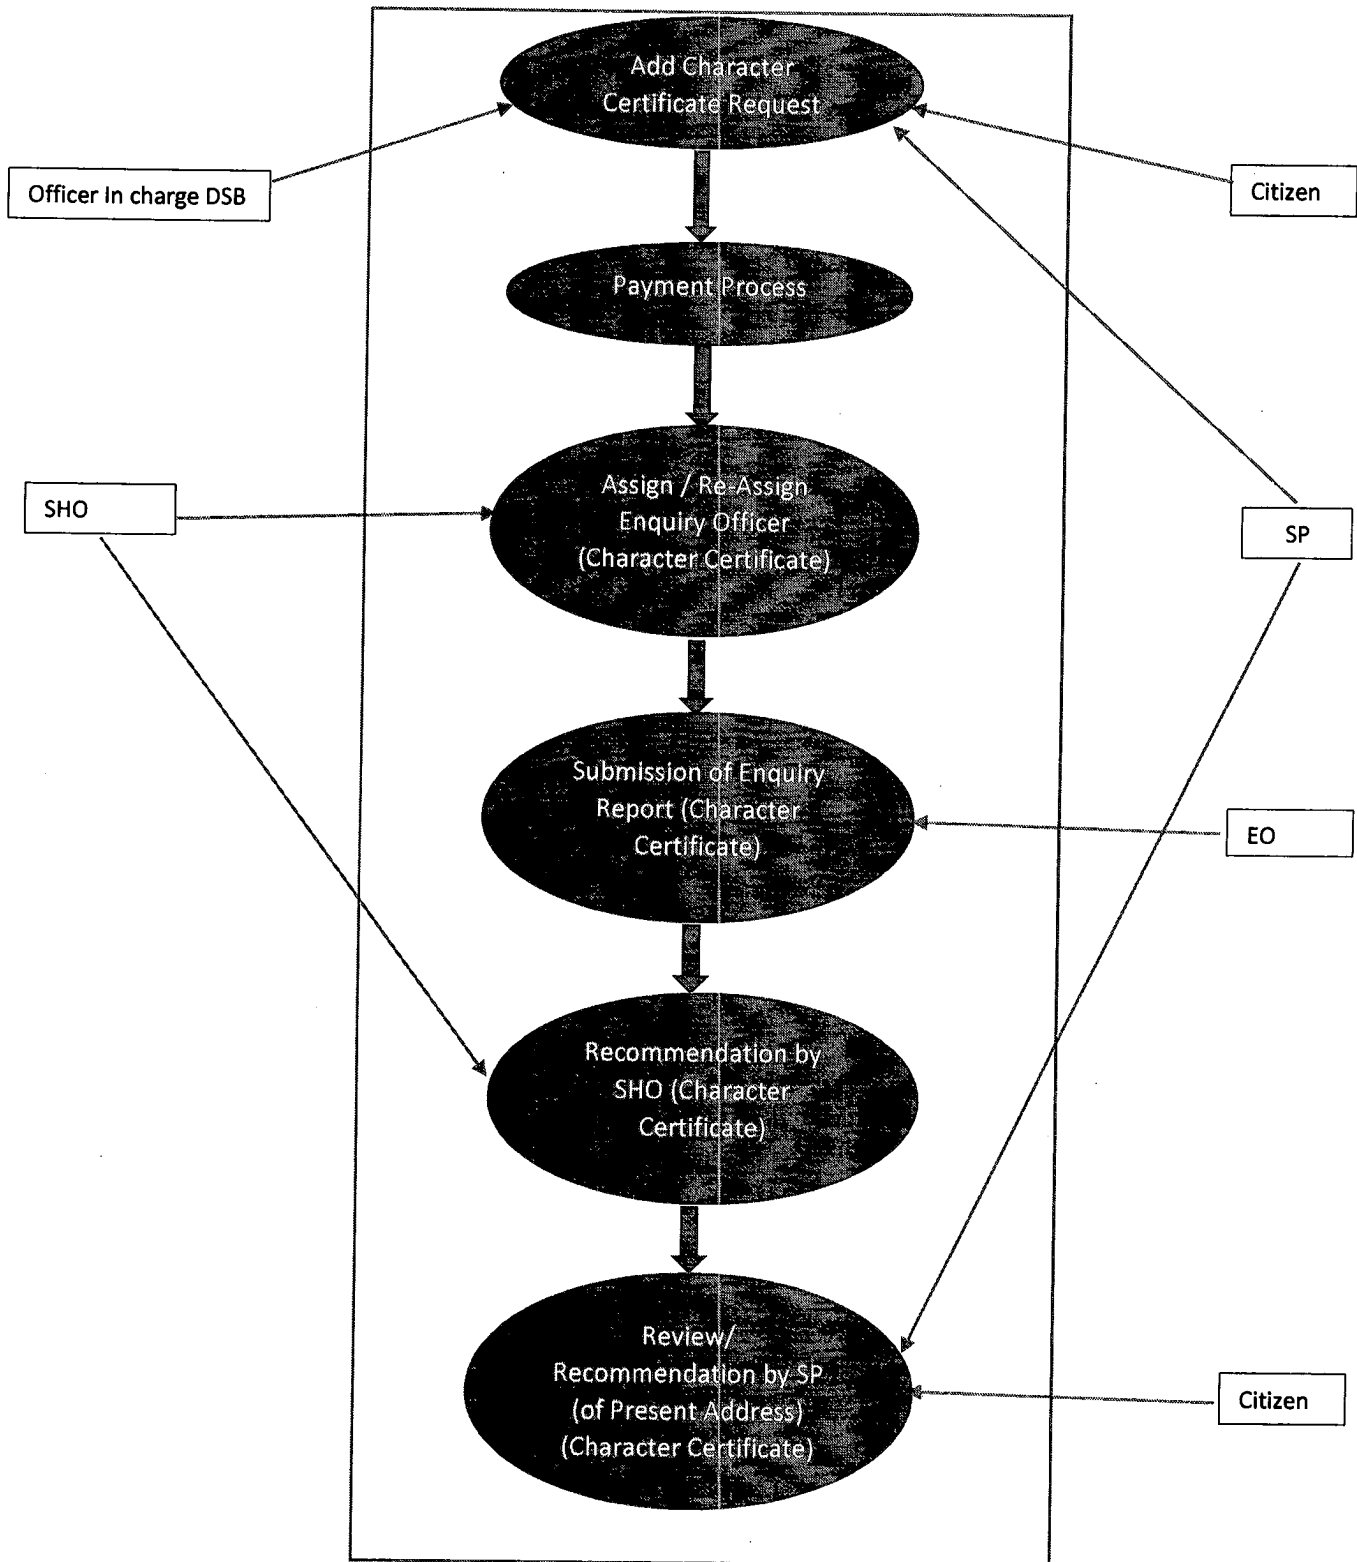 Add Character
Certificate Request
Officer In charge DSB
Citizen
Payment Process
SHO
Assign / Re-Assign
Enquiry Officer
(Character Certificate)
SP
Submission of Enquiry
Report (Character
Certificate)
EO
Recommendation by
SHO (Character
Certificate)
Review/
Recommendation by SP
(of Present Address)
(Character Certificate)
Citizen